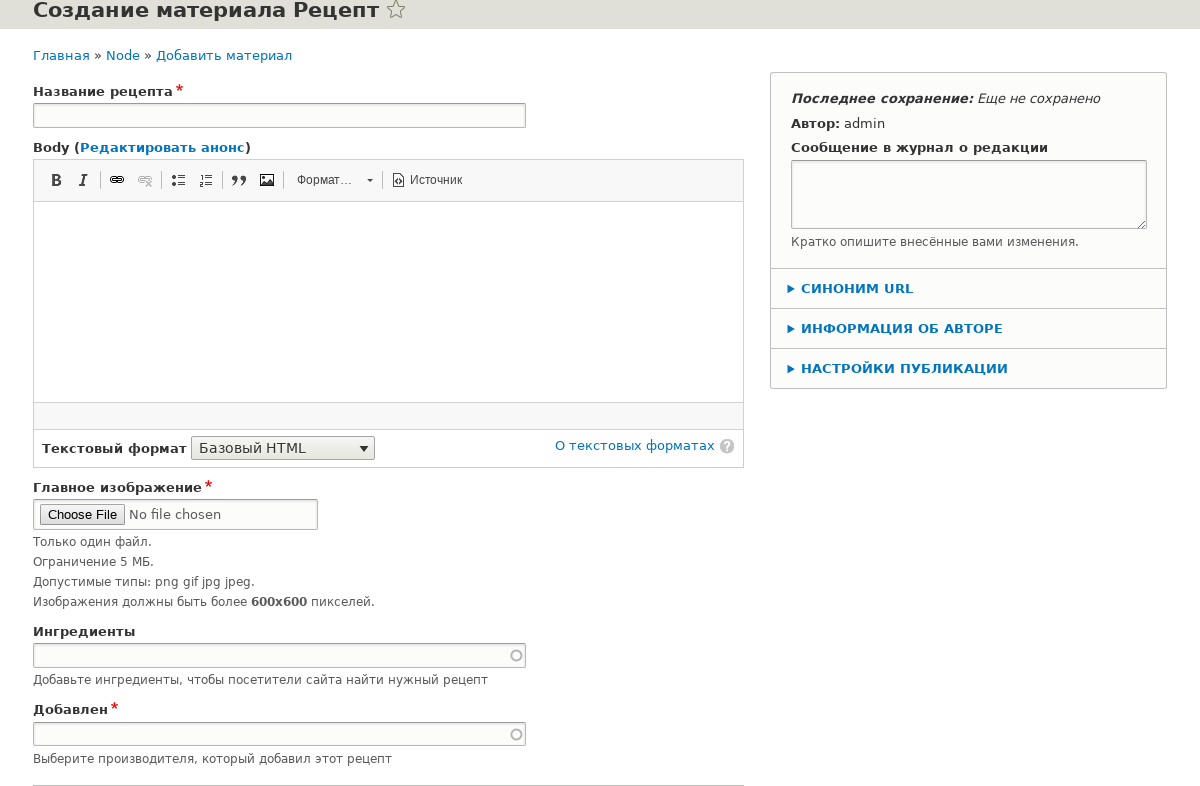 Создание материала Рецепт
Главная » Node » Добавить материал
Название рецепта *
Body (Редактировать анонс)
B I Формат... Источник
Текстовый формат Базовый HTML О текстовых форматах ?
Главное изображение *
Choose File No file chosen
Только один файл.
Ограничение 5 МБ.
Допустимые типы: png gif jpg jpeg.
Изображения должны быть более 600x600 пикселей.
Ингредиенты
Добавьте ингредиенты, чтобы посетители сайта найти нужный рецепт
Добавлен *
Выберите производителя, который добавил этот рецепт
Последнее сохранение: Еще не сохранено
Автор: admin
Сообщение в журнал о редакции
Кратко опишите внесённые вами изменения.
СИНОНИМ URL
ИНФОРМАЦИЯ ОБ АВТОРЕ
НАСТРОЙКИ ПУБЛИКАЦИИ